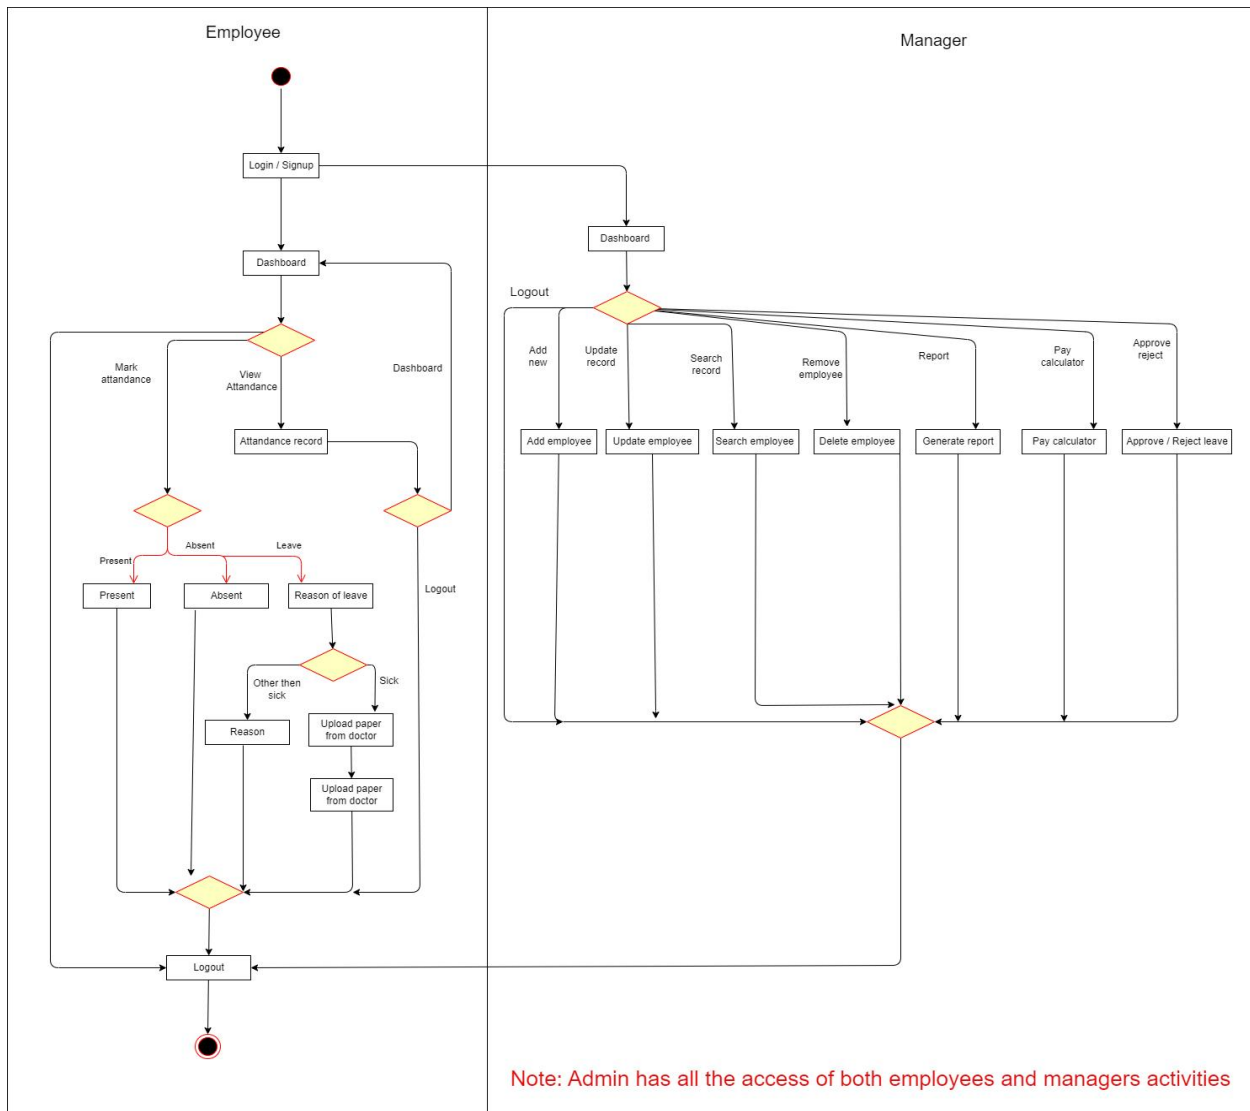 Employee
Manager
Login / Signup
Dashboard
Dashboard
Logout
Mark
attandance
View
Attandance
Dashboard
Add
new
Update
record
Search
record
Remove
employee
Report
Pay
calculator
Approve
reject
Attandance record
Add employee
Update employee
Search employee
Delete employee
Generate report
Pay calculator
Approve / Reject leave
Present
Absent
Leave
Present
Absent
Reason of leave
Logout
Other then
sick
Sick
Reason
Upload paper
from doctor
Upload paper
from doctor
Logout
Note: Admin has all the access of both employees and managers activities